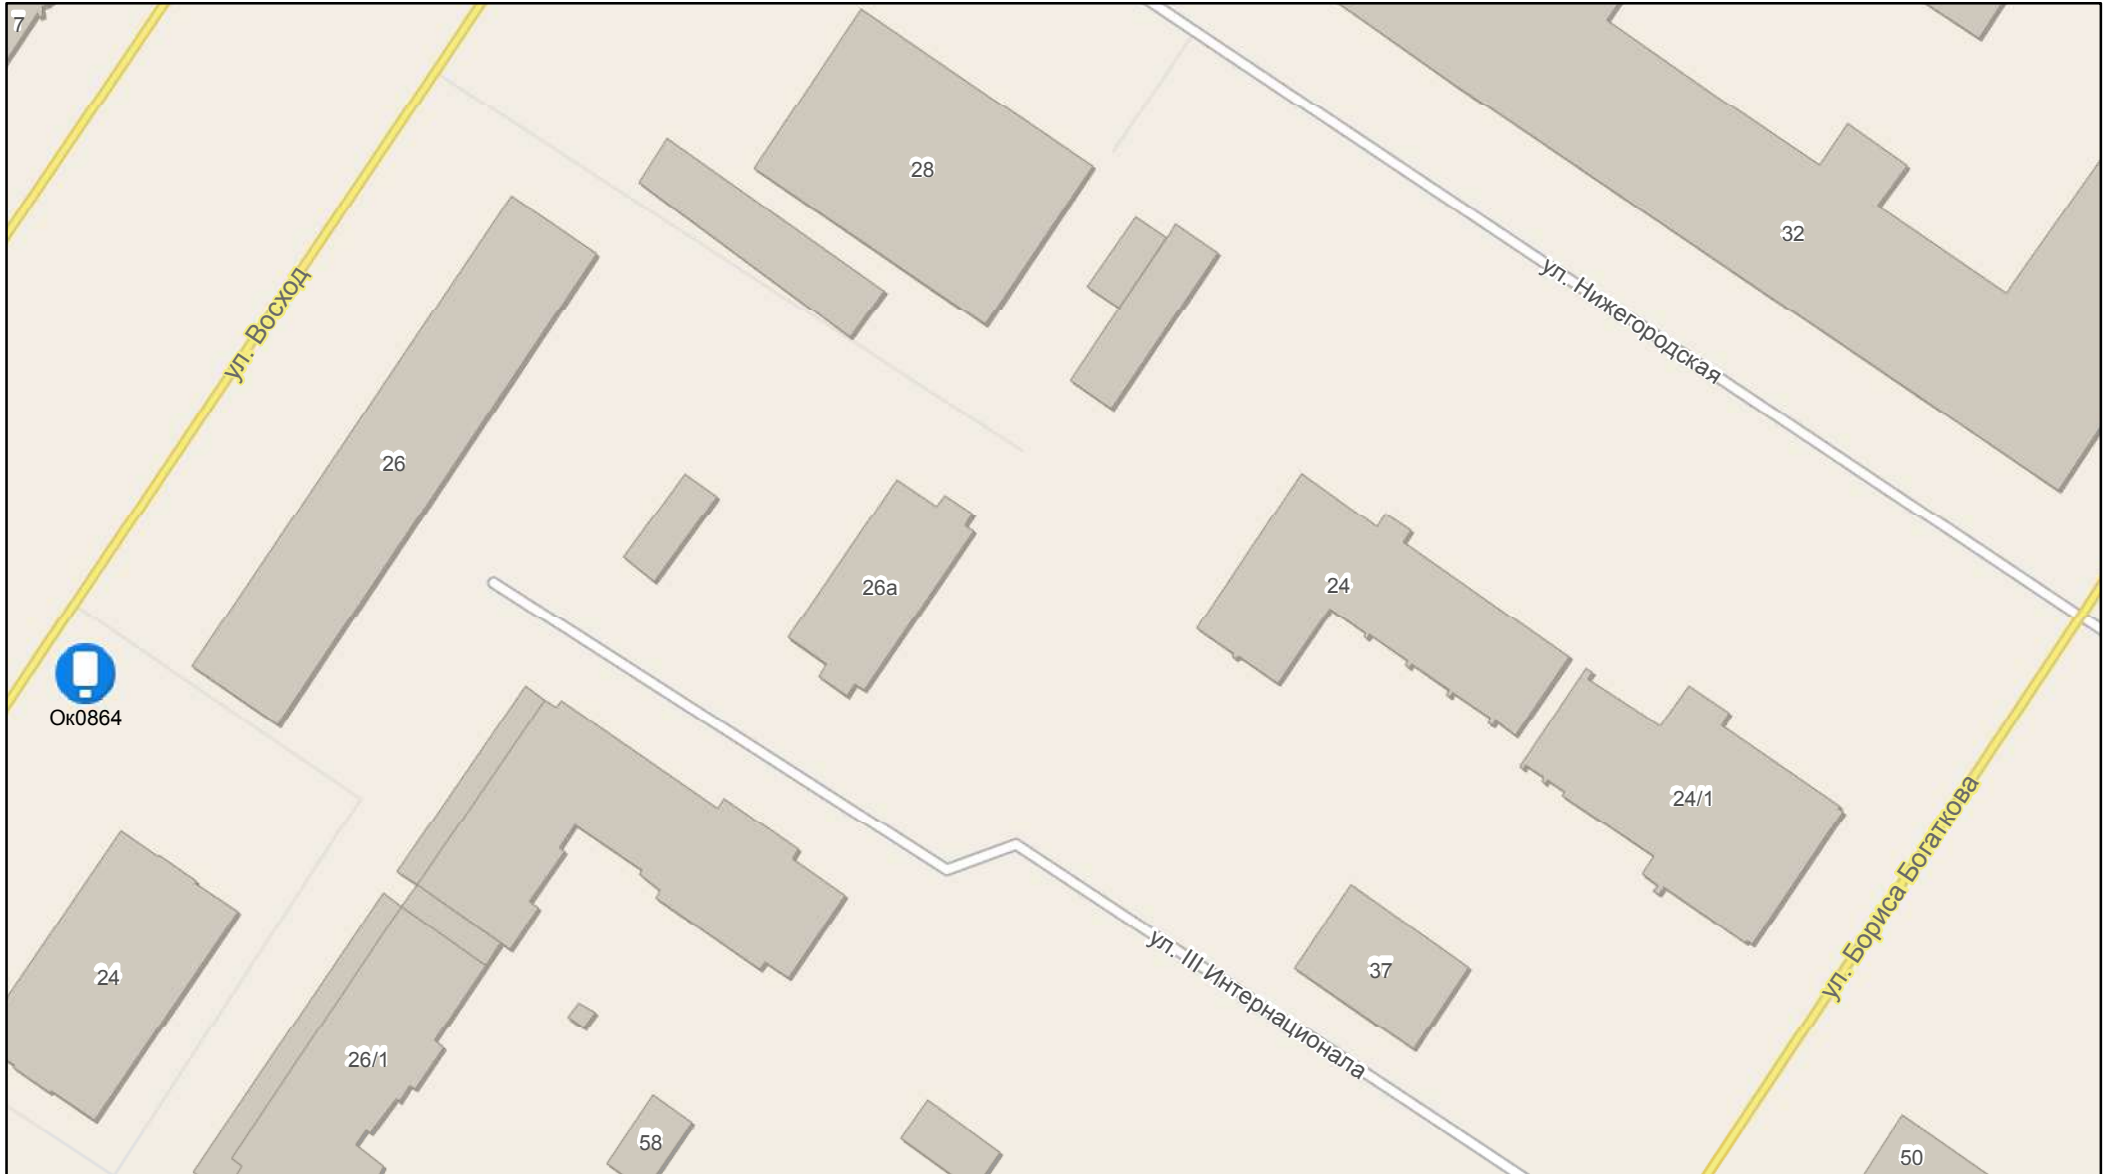 7
28
32
ул. Нижегородская
ул. Восход
26
26а
24
Ок0864
24/1
ул. Бориса Богаткова
24
37
ул. III Интернационала
26/1
58
50